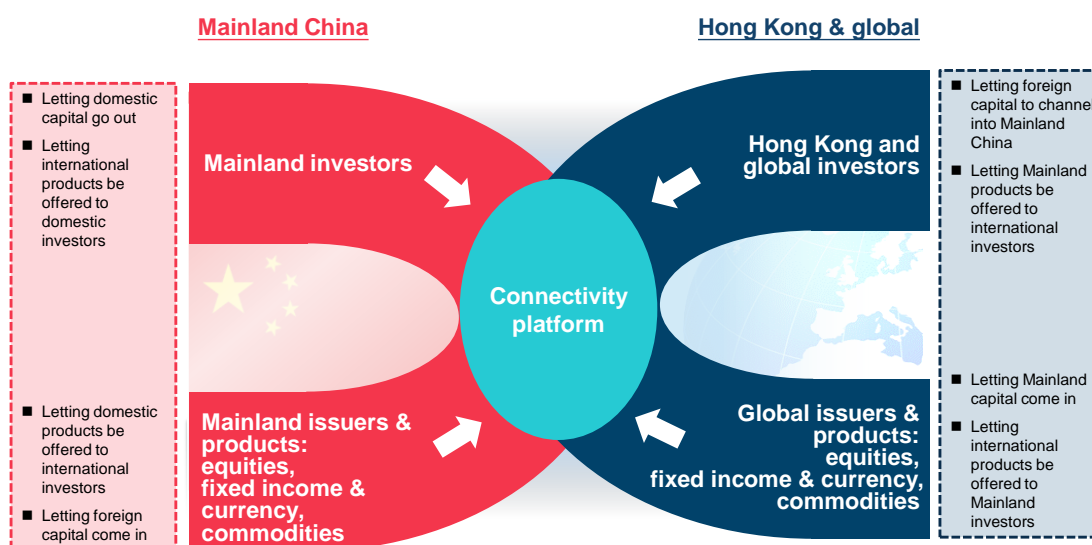 Mainland China
Hong Kong & global
■ Letting domestic
capital go out
■ Letting
international
products be
offered to
domestic
investors
Mainland investors
Hong Kong and
global investors
■ Letting foreign
capital to channel
into Mainland
China
■ Letting Mainland
products be
offered to
international
investors
Connectivity
platform
■ Letting domestic
products be
offered to
international
investors
■ Letting foreign
capital come in
Mainland issuers &
products:
equities,
fixed income &
currency,
commodities
Global issuers &
products:
equities,
fixed income & currency,
commodities
■ Letting Mainland
capital come in
■ Letting
international
products be
offered to
Mainland
investors